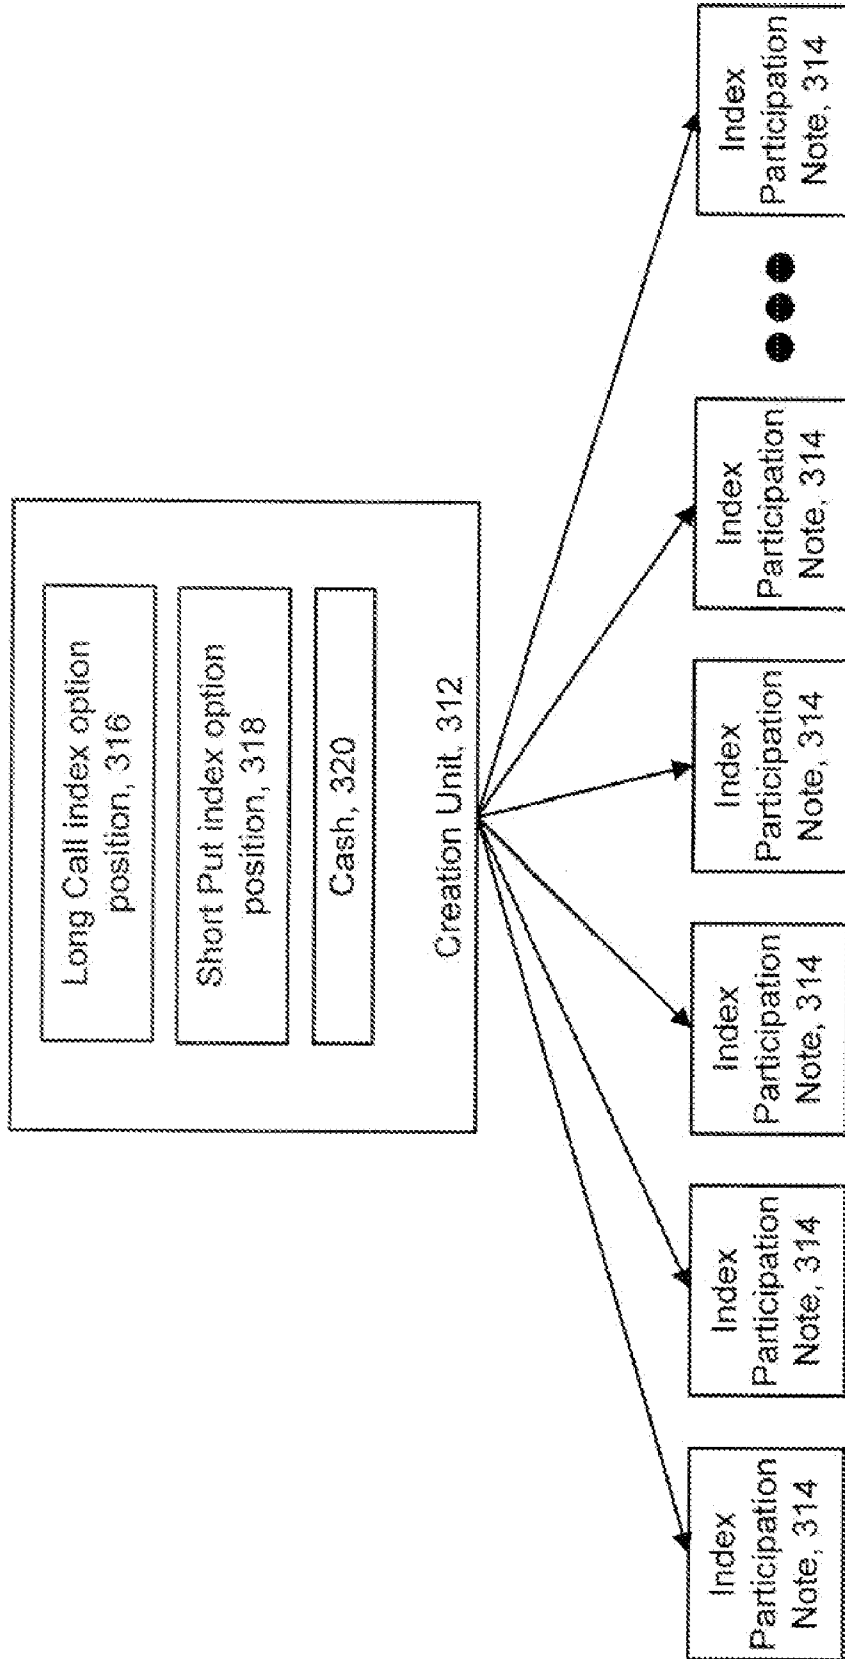 Long Call index option
position, 316
Short Put index option
position, 318
Cash, 320
Creation Unit, 312
Index
Participation
Note, 314
Index
Participation
Note, 314
Index
Participation
Note, 314
Index
Participation
Note, 314
Index
Participation
Note, 314
Index
Participation
Note, 314